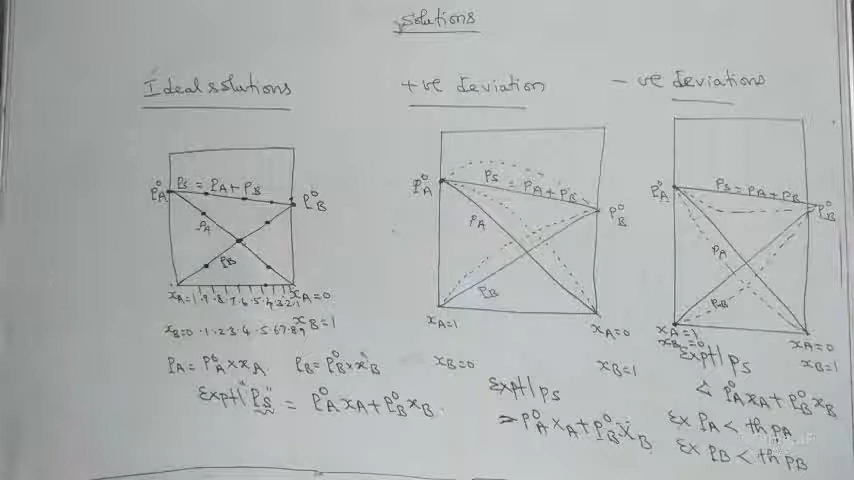 solutions
Ideal solutions
+ve deviation
-ve deviations
P°A
Ps = PA + PB
P°B
PA
PB
xA=1 .9 .8 .7 .6 .5 .4 .3 .2 .1 xA=0
xB=0 .1 .2 .3 .4 .5 .6 .7 .8 .9 xB=1
PA = P°A × xA PB = P°B × xB
Exptl "Ps" = P°A xA + P°B xB
P°A
Ps = PA + PB
P°B
PA
PB
xA=1
xA=0
xB=0
xB=1
Exptl Ps
> P°A xA + P°B xB
P°A
Ps = PA + PB
P°B
PA
PB
xA=1
xA=0
xB=0
xB=1
Exptl Ps
< P°A xA + P°B xB
Ex PA < th PA
Ex PB < th PB